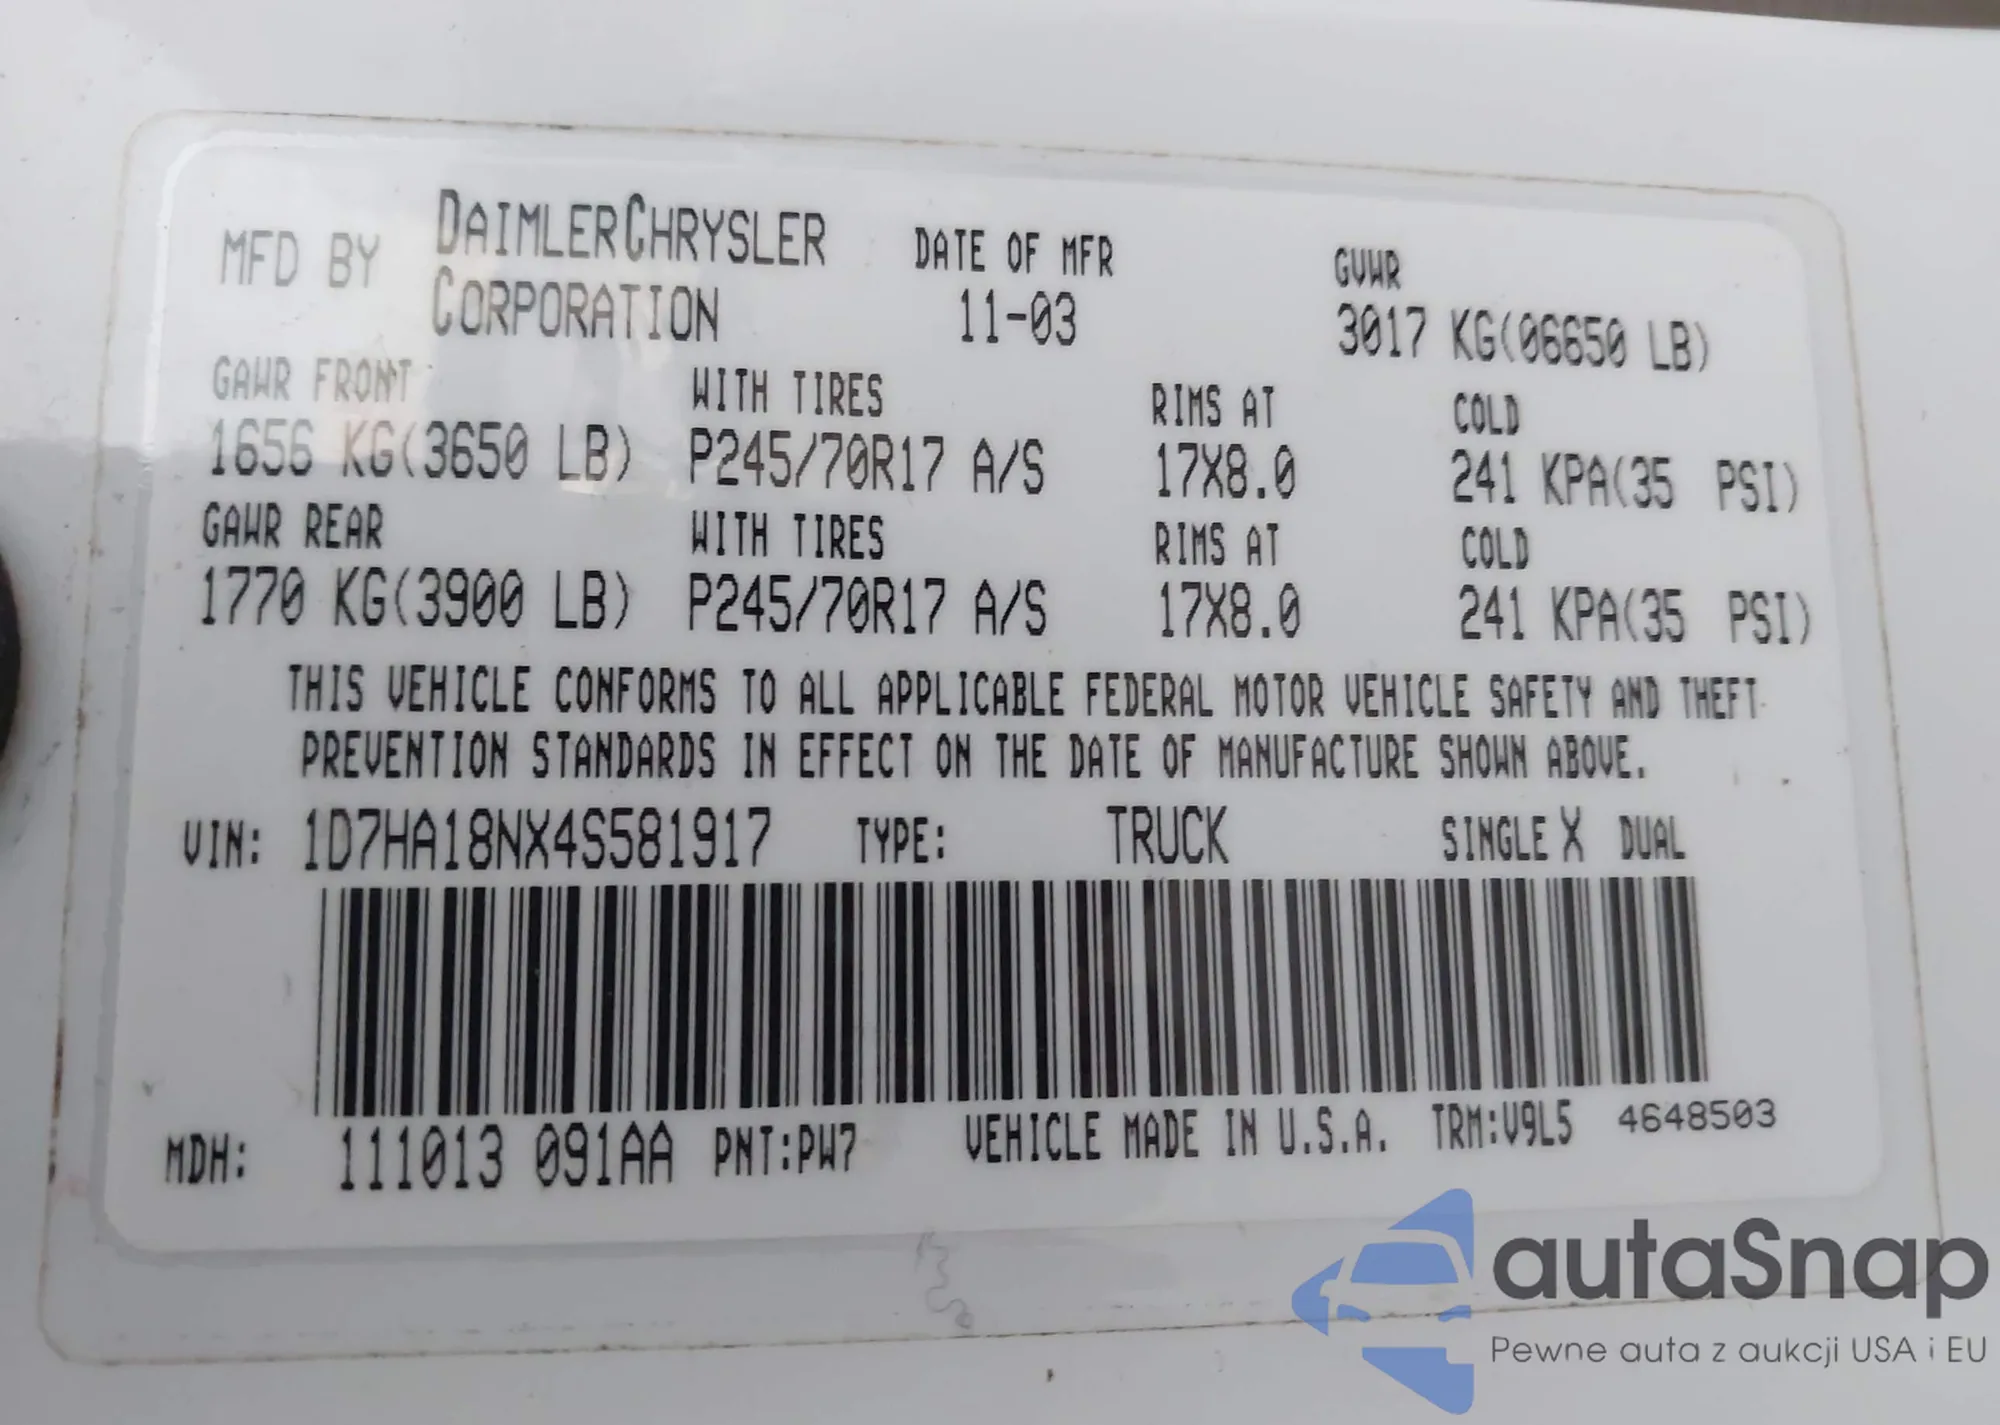 MFD BY DAIMLERCHRYSLER CORPORATION DATE OF MFR 11-03 GVWR
3017 KG(06650 LB)
GAWR FRONT WITH TIRES RIMS AT COLD
1656 KG(3650 LB) P245/70R17 A/S 17X8.0 241 KPA(35 PSI)
GAWR REAR WITH TIRES RIMS AT COLD
1770 KG(3900 LB) P245/70R17 A/S 17X8.0 241 KPA(35 PSI)
THIS VEHICLE CONFORMS TO ALL APPLICABLE FEDERAL MOTOR VEHICLE SAFETY AND THEFT
PREVENTION STANDARDS IN EFFECT ON THE DATE OF MANUFACTURE SHOWN ABOVE.
VIN: 1D7HA18NX4S581917 TYPE: TRUCK SINGLE X DUAL
MDH: 111013 091AA PNT:PW7 VEHICLE MADE IN U.S.A. TRM:V9L5 4648503
autaSnap
Pewne auta z aukcji USA i EU